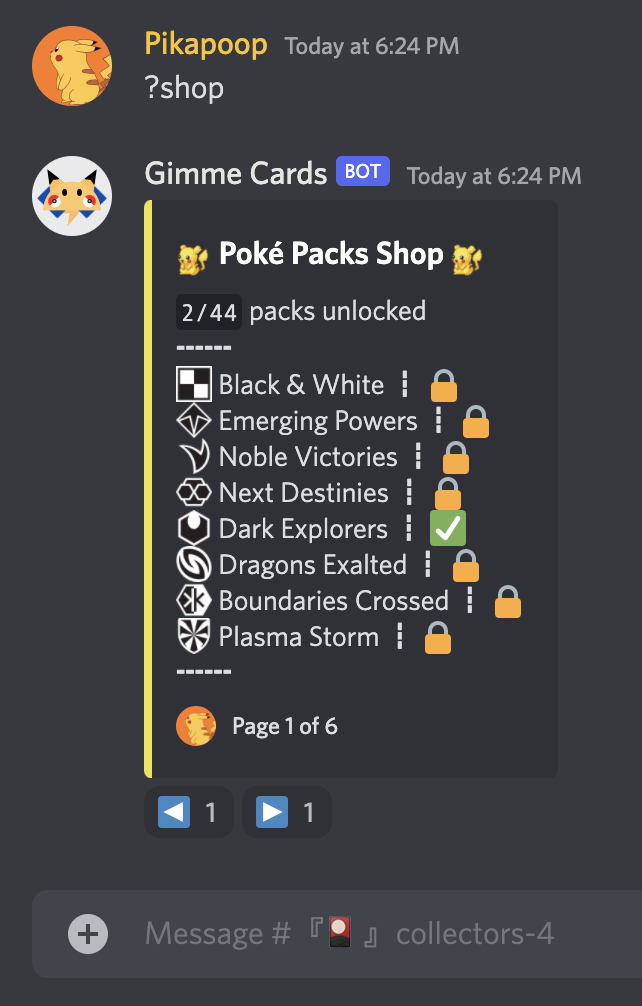 Pikapoop Today at 6:24 PM
?shop
Gimme Cards BOT Today at 6:24 PM
Poké Packs Shop
2/44 packs unlocked
------
Black & White ┋
Emerging Powers ┋
Noble Victories ┋
Next Destinies ┋
Dark Explorers ┋
Dragons Exalted ┋
Boundaries Crossed ┋
Plasma Storm ┋
------
Page 1 of 6
1 1
Message # 『🎴』 collectors-4